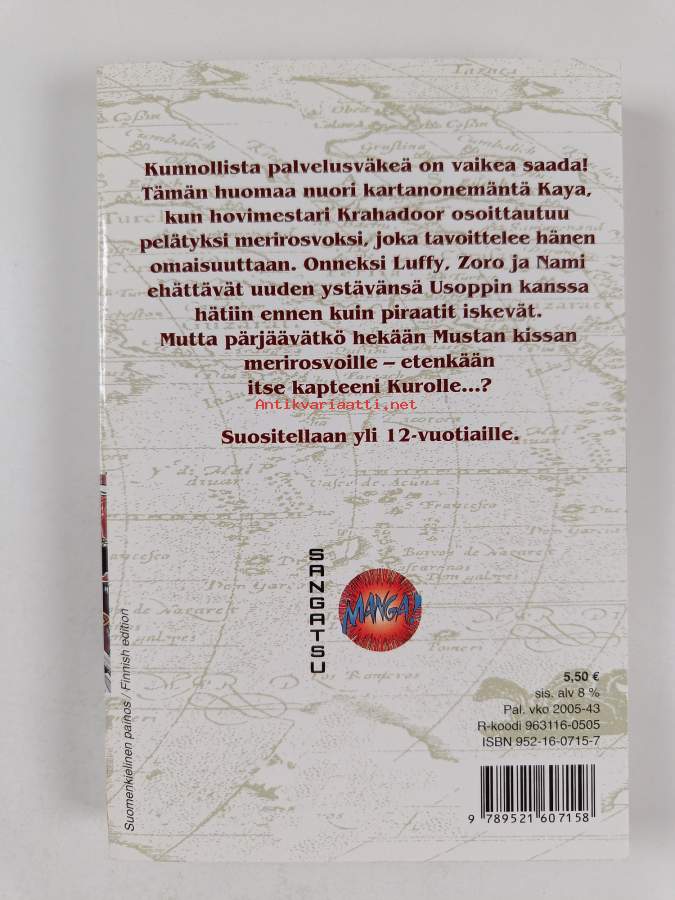 Kunnollista palvelusväkeä on vaikea saada!
Tämän huomaa nuori kartanonemäntä Kaya,
kun hovimestari Krahadoor osoittautuu
pelätyksi merirosvoksi, joka tavoittelee hänen
omaisuuttaan. Onneksi Luffy, Zoro ja Nami
ehättävät uuden ystävänsä Usoppin kanssa
hätiin ennen kuin piraatit iskevät.
Mutta pärjäävätkö hekään Mustan kissan
merirosvoille – etenkään
itse kapteeni Kurolle...?
Antikvariaatti.net
Suositellaan yli 12-vuotiaille.
SANGATSU
MANGA!
Suomenkielinen painos / Finnish edition
5,50 €
sis. alv 8 %
Pal. vko 2005-43
R-koodi 963116-0505
ISBN 952-16-0715-7
9 789521 607158